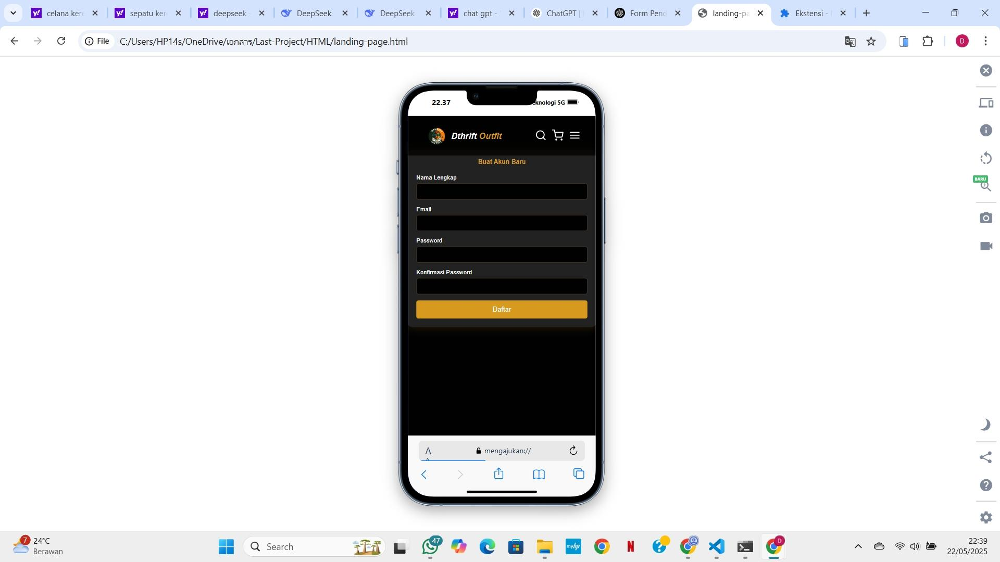 celana kere
sepatu ker
deepseek -
DeepSeek
DeepSeek
chat gpt -
ChatGPT |
Form Pend
landing-pa
Ekstensi -
File
C:/Users/HP14s/OneDrive/เอกสาร/Last-Project/HTML/landing-page.html
D
22.37
eknologi 5G
Dthrift Outfit
Buat Akun Baru
Nama Lengkap
BARU
Email
Password
Konfirmasi Password
Daftar
AA
mengajukan://
7
24°C
Berawan
Search
47
myhp
N
D
22:39
22/05/2025